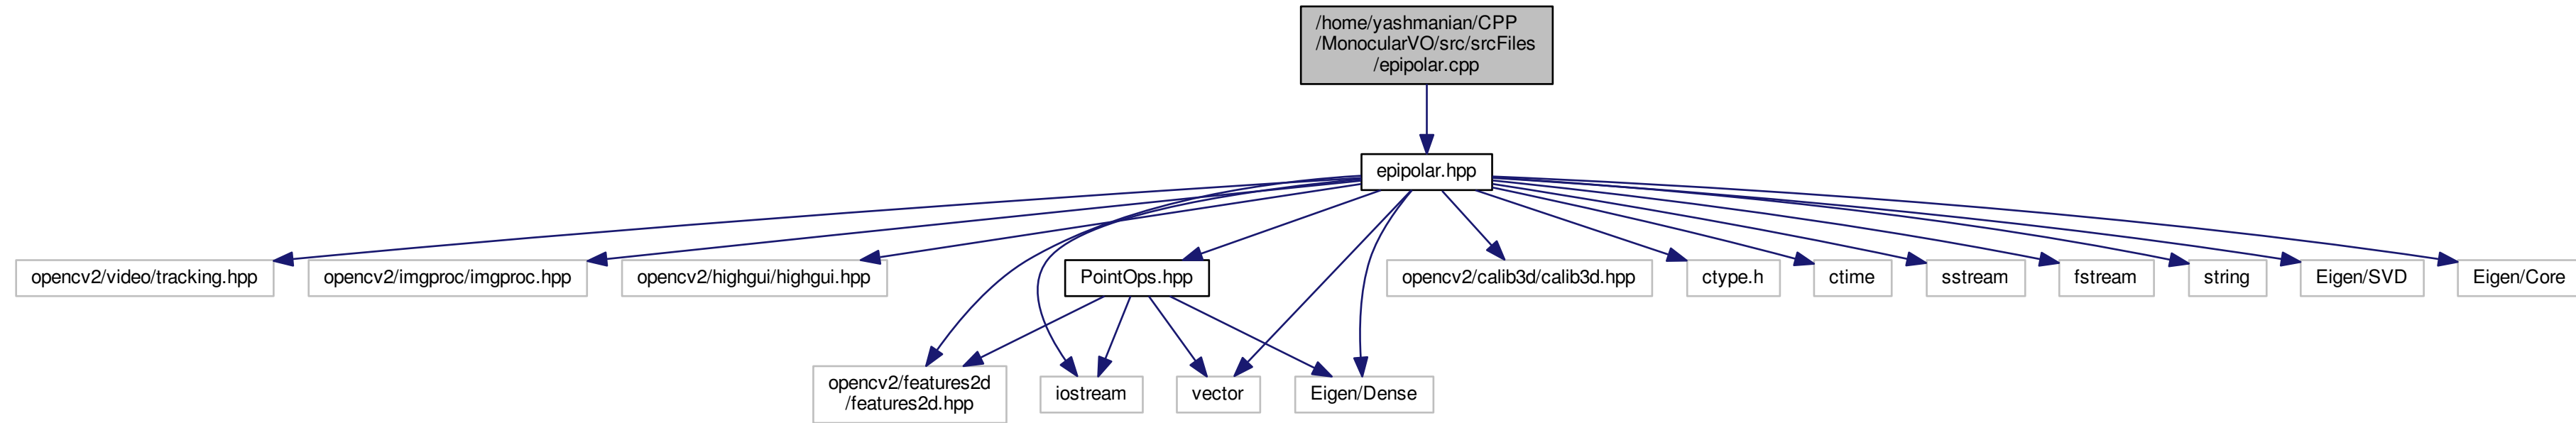 /home/yashmanian/CPP
/MonocularVO/src/srcFiles
/epipolar.cpp
epipolar.hpp
opencv2/video/tracking.hpp
opencv2/imgproc/imgproc.hpp
opencv2/highgui/highgui.hpp
PointOps.hpp
opencv2/calib3d/calib3d.hpp
ctype.h
ctime
sstream
fstream
string
Eigen/SVD
Eigen/Core
opencv2/features2d
/features2d.hpp
iostream
vector
Eigen/Dense